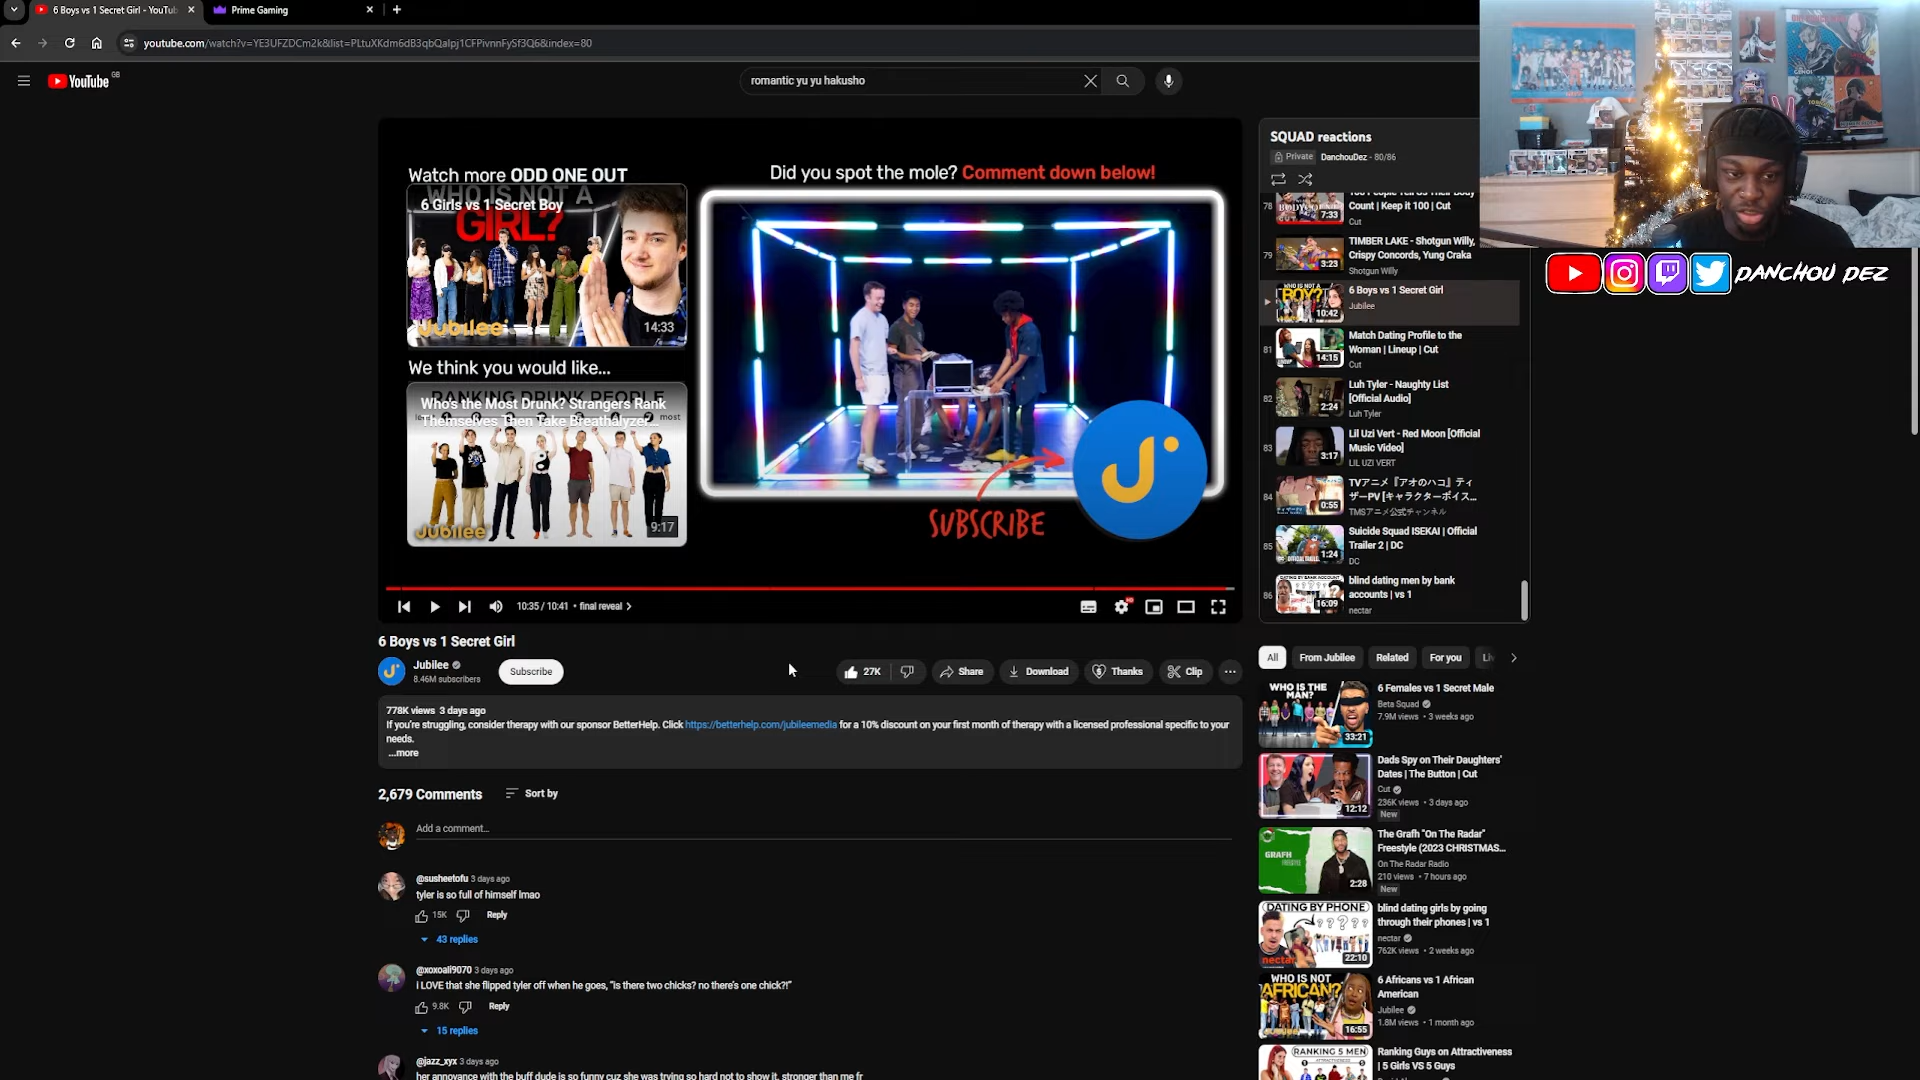 6 Boys vs 1 Secret Girl - YouTub
Prime Gaming
youtube.com/watch?v=YE3UFZDCm2k&list=PLtuXKdm6dB3qbQaIpj1CFPivnnFySf3Q6&index=80
YouTube GB
romantic yu yu hakusho
Watch more ODD ONE OUT
WHO IS NOT A
GIRL?
6 Girls vs 1 Secret Boy
Jubilee
14:33
We think you would like...
RANKING DRUNK PEOPLE
Who's the Most Drunk? Strangers Rank
Themselves Then Take Breathalyzer...
most
Jubilee
9:17
Did you spot the mole? Comment down below!
SUBSCRIBE
10:35 / 10:41 • final reveal
6 Boys vs 1 Secret Girl
Jubilee
8.46M subscribers
Subscribe
27K
Share
Download
Thanks
Clip
778K views 3 days ago
If you're struggling, consider therapy with our sponsor BetterHelp. Click https://betterhelp.com/jubileemedia for a 10% discount on your first month of therapy with a licensed professional specific to your
needs.
...more
2,679 Comments
Sort by
Add a comment...
@susheetofu 3 days ago
tyler is so full of himself lmao
15K
Reply
43 replies
@xoxoali9070 3 days ago
i LOVE that she flipped tyler off when he goes, "is there two chicks? no there's one chick?!"
9.8K
Reply
15 replies
@jazz_xyx 3 days ago
her annoyance with the buff dude is so funny cuz she was trying so hard not to show it. stronger than me fr
SQUAD reactions
Private DanchouDez - 80/86
78
100 People Tell Us Their Body
Count | Keep it 100 | Cut
Cut
7:33
79
TIMBER LAKE - Shotgun Willy,
Crispy Concords, Yung Craka
Shotgun Willy
3:23
6 Boys vs 1 Secret Girl
Jubilee
10:42
81
Match Dating Profile to the
Woman | Lineup | Cut
Cut
14:15
82
Luh Tyler - Naughty List
[Official Audio]
Luh Tyler
2:24
83
Lil Uzi Vert - Red Moon [Official
Music Video]
LIL UZI VERT
3:17
84
TVアニメ『アオのハコ』ティ
ザーPV [キャラクターボイス...
TMSアニメ公式チャンネル
0:55
85
Suicide Squad ISEKAI | Official
Trailer 2 | DC
DC
1:24
86
blind dating men by bank
accounts | vs 1
nectar
16:09
All
From Jubilee
Related
For you
WHO IS THE
MAN?
33:21
6 Females vs 1 Secret Male
Beta Squad
7.9M views • 3 weeks ago
12:12
Dads Spy on Their Daughters'
Dates | The Button | Cut
Cut
236K views • 3 days ago
New
GRAFH
2:28
The Grafh "On The Radar"
Freestyle (2023 CHRISTMAS...
On The Radar Radio
210 views • 7 hours ago
New
DATING BY PHONE
nectar
22:10
blind dating girls by going
through their phones | vs 1
nectar
762K views • 2 weeks ago
WHO IS NOT
AFRICAN?
16:55
6 Africans vs 1 African
American
Jubilee
1.8M views • 1 month ago
RANKING 5 MEN
Ranking Guys on Attractiveness
| 5 Girls VS 5 Guys
DANCHOU DEZ